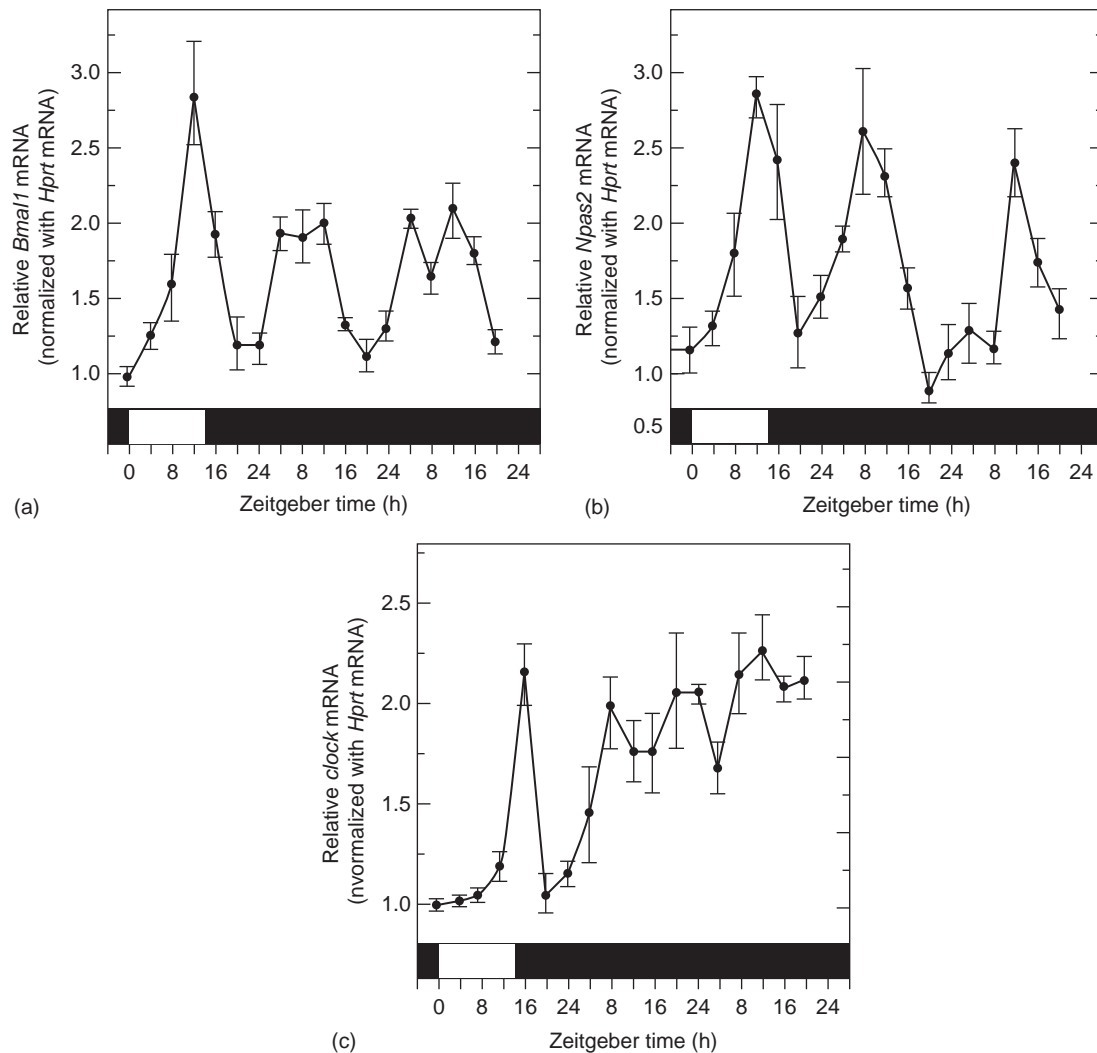 Relative Bmal1 mRNA
(normalized with Hprt mRNA)
3.0
2.5
2.0
1.5
1.0
0 8 16 24 8 16 24 8 16 24
Zeitgeber time (h)
(a)
Relative Npas2 mRNA
(normalized with Hprt mRNA)
3.0
2.5
2.0
1.5
1.0
0.5
0 8 16 24 8 16 24 8 16 24
Zeitgeber time (h)
(b)
Relative clock mRNA
(nvormalized with Hprt mRNA)
2.5
2.0
1.5
1.0
0 8 16 24 8 16 24 8 16 24
Zeitgeber time (h)
(c)